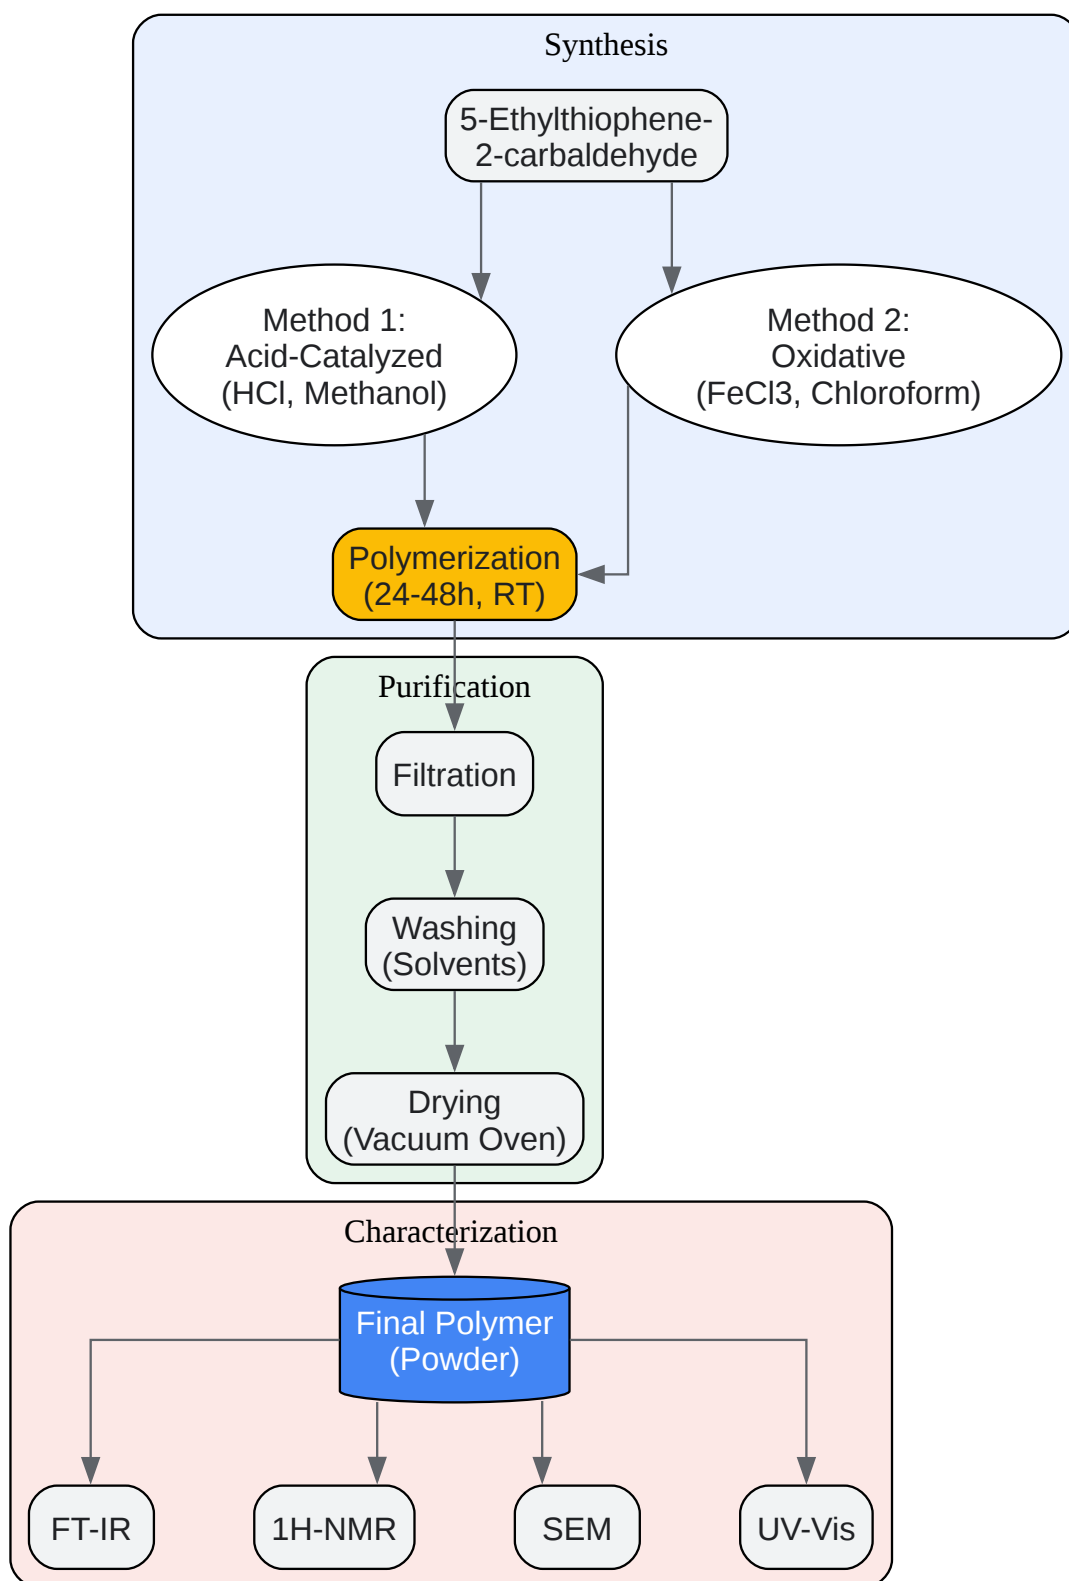 Synthesis
5-Ethylthiophene-
2-carbaldehyde
Method 1:
Acid-Catalyzed
(HCl, Methanol)
Method 2:
Oxidative
(FeCl3, Chloroform)
Polymerization
(24-48h, RT)
Purification
Filtration
Washing
(Solvents)
Drying
(Vacuum Oven)
Characterization
Final Polymer
(Powder)
FT-IR
1H-NMR
SEM
UV-Vis